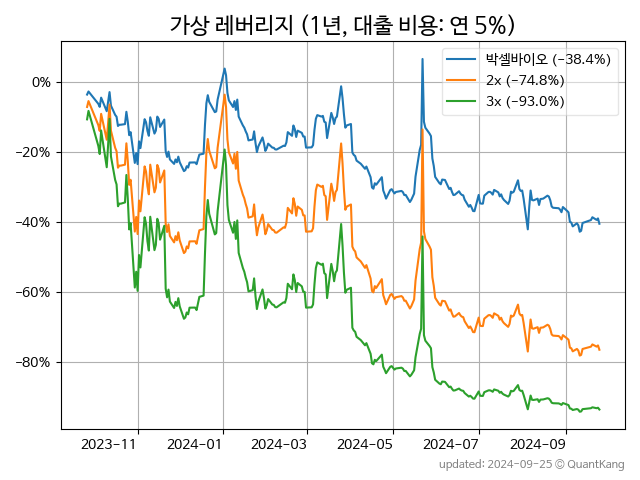 가상 레버리지 (1년, 대출 비용: 연 5%)
박셀바이오 (−38.4%)
2x (−74.8%)
3x (−93.0%)
0%
−20%
−40%
−60%
−80%
2023−11 2024−01 2024−03 2024−05 2024−07 2024−09
updated: 2024-09-25 © QuantKang